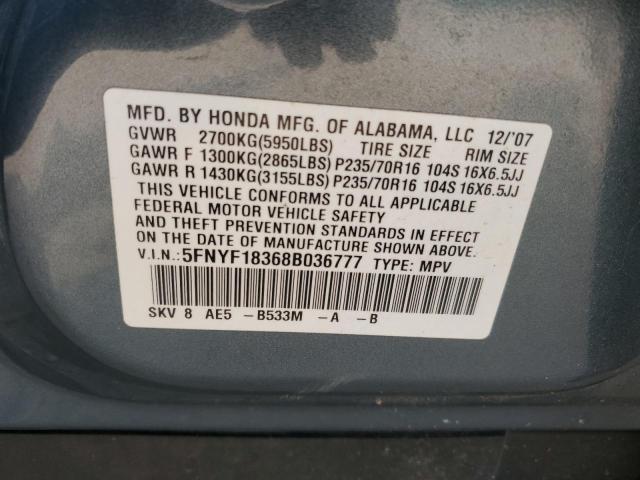 MFD. BY HONDA MFG. OF ALABAMA, LLC 12/'07
GVWR 2700KG(5950LBS) TIRE SIZE RIM SIZE
GAWR F 1300KG(2865LBS) P235/70R16 104S 16X6.5JJ
GAWR R 1430KG(3155LBS) P235/70R16 104S 16X6.5JJ
THIS VEHICLE CONFORMS TO ALL APPLICABLE
FEDERAL MOTOR VEHICLE SAFETY
AND THEFT PREVENTION STANDARDS IN EFFECT
ON THE DATE OF MANUFACTURE SHOWN ABOVE.
V.I.N.:5FNYF18368B036777 TYPE: MPV
SKV 8 AE5 -B533M -A -B